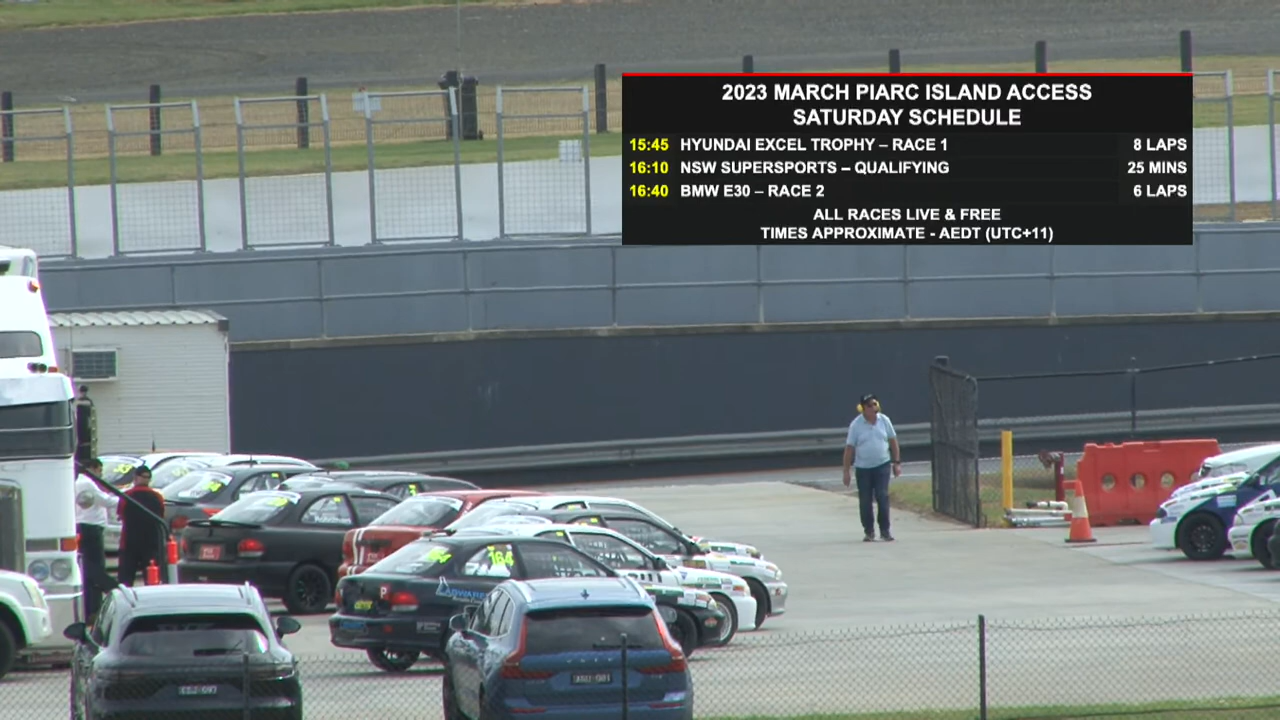 2023 MARCH PIARC ISLAND ACCESS
SATURDAY SCHEDULE
15:45 HYUNDAI EXCEL TROPHY – RACE 1 8 LAPS
16:10 NSW SUPERSPORTS – QUALIFYING 25 MINS
16:40 BMW E30 – RACE 2 6 LAPS
ALL RACES LIVE & FREE
TIMES APPROXIMATE - AEDT (UTC+11)
164
P